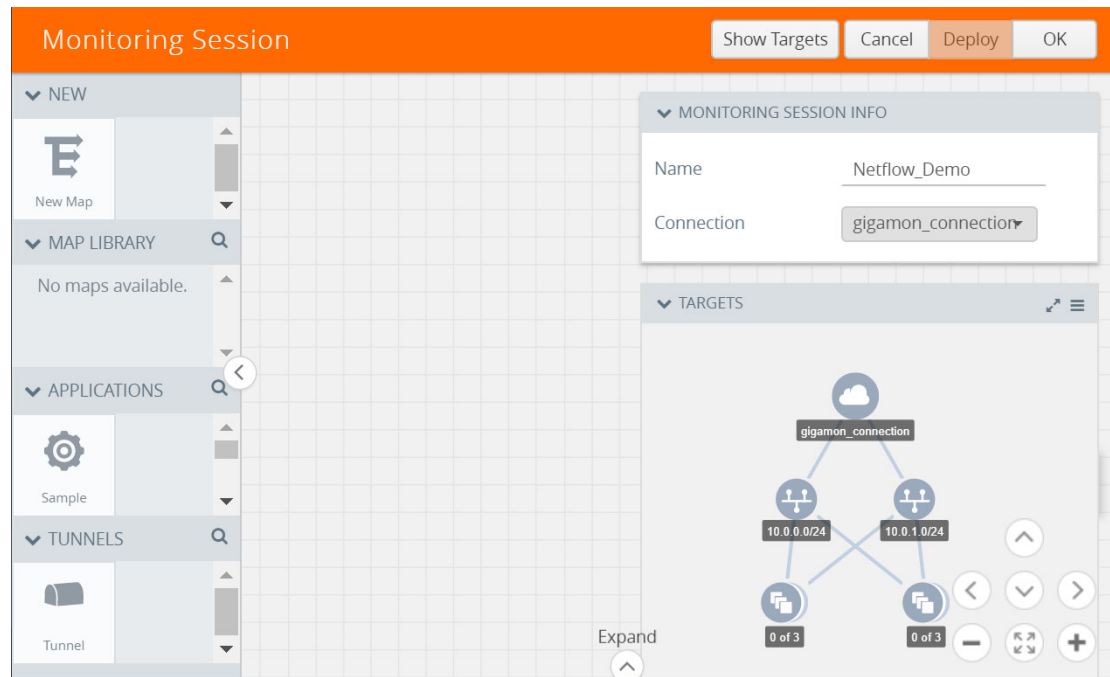 Monitoring Session
Show Targets
Cancel
Deploy
OK
NEW
New Map
MAP LIBRARY
No maps available.
APPLICATIONS
Sample
TUNNELS
Tunnel
MONITORING SESSION INFO
Name
Netflow_Demo
Connection
gigamon_connection
TARGETS
gigamon_connection
10.0.0.0/24
10.0.1.0/24
0 of 3
0 of 3
Expand